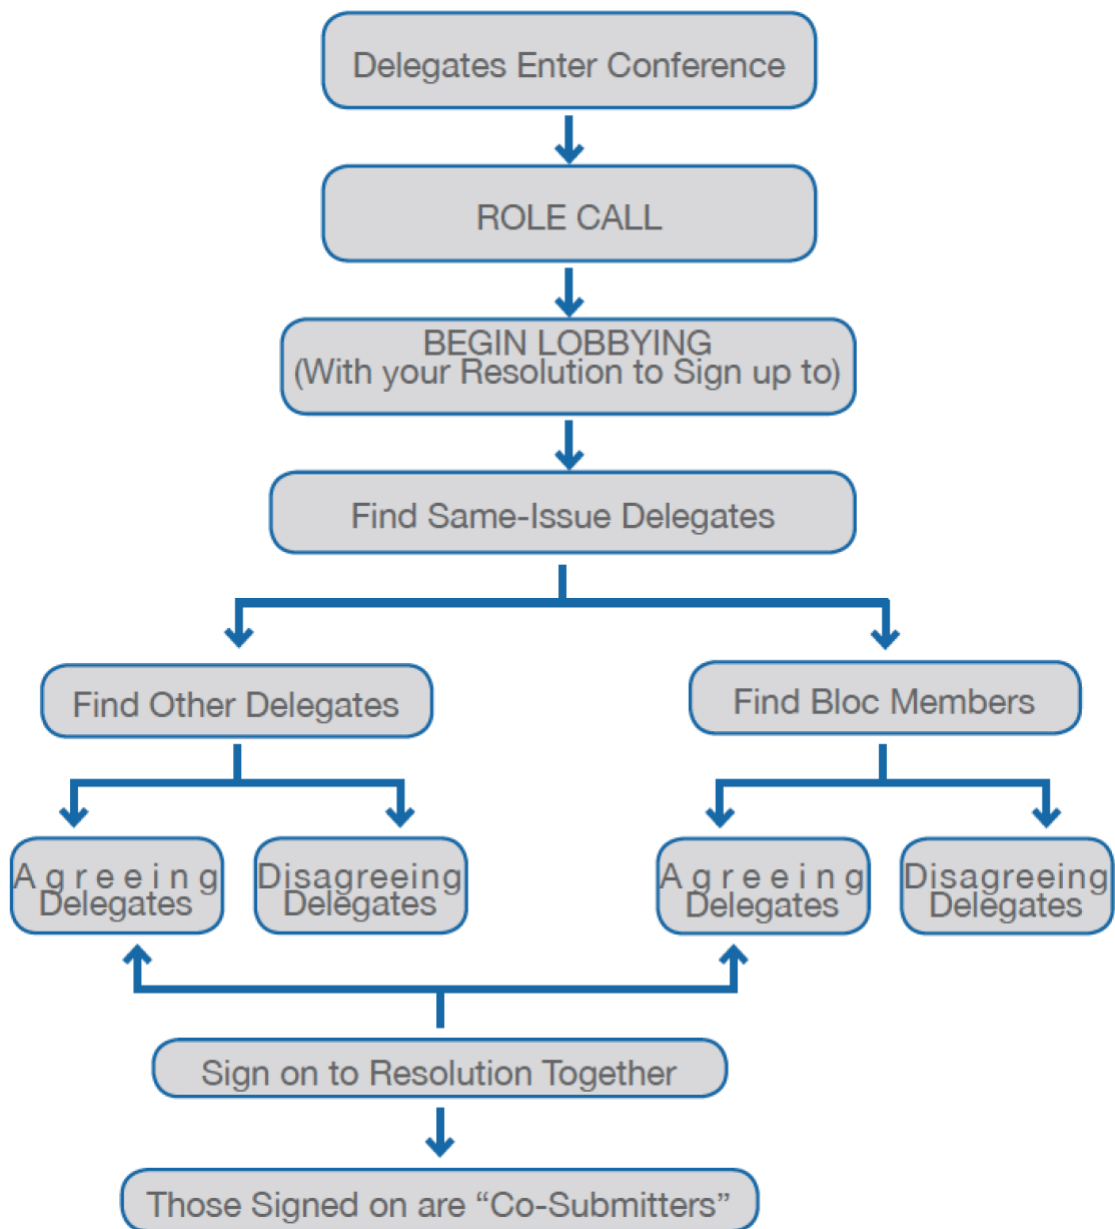 Delegates Enter Conference
ROLE CALL
BEGIN LOBBYING
(With your Resolution to Sign up to)
Find Same-Issue Delegates
Find Other Delegates
Find Bloc Members
Agreeing
Delegates
Disagreeing
Delegates
Agreeing
Delegates
Disagreeing
Delegates
Sign on to Resolution Together
Those Signed on are “Co-Submitters”